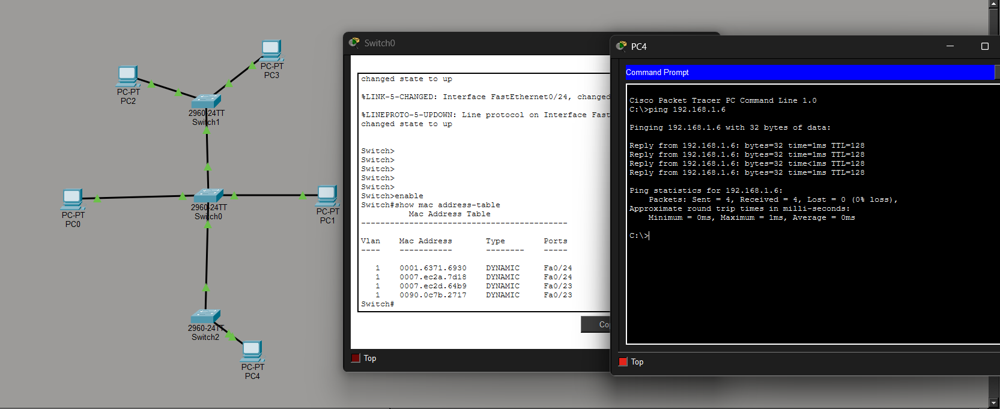 PC-PT
PC3
PC-PT
PC2
2960-24TT
Switch1
PC-PT
PC0
2960-24TT
Switch0
PC-PT
PC1
2960-24TT
Switch2
PC-PT
PC4
Switch0
changed state to up
%LINK-5-CHANGED: Interface FastEthernet0/24, changed
%LINEPROTO-5-UPDOWN: Line protocol on Interface Fast
changed state to up
Switch>
Switch>
Switch>
Switch>
Switch>
Switch>enable
Switch#show mac address-table
Mac Address Table
-------------------------------------------
Vlan    Mac Address       Type        Ports
----    -----------       --------    -----
1    0001.6371.6930    DYNAMIC     Fa0/24
1    0007.ec2a.7d18    DYNAMIC     Fa0/24
1    0007.ec2d.64b9    DYNAMIC     Fa0/23
1    0090.0c7b.2717    DYNAMIC     Fa0/23
Switch#
Top
PC4
Command Prompt
Cisco Packet Tracer PC Command Line 1.0
C:\>ping 192.168.1.6
Pinging 192.168.1.6 with 32 bytes of data:
Reply from 192.168.1.6: bytes=32 time=1ms TTL=128
Reply from 192.168.1.6: bytes=32 time=1ms TTL=128
Reply from 192.168.1.6: bytes=32 time<1ms TTL=128
Reply from 192.168.1.6: bytes=32 time=1ms TTL=128
Ping statistics for 192.168.1.6:
Packets: Sent = 4, Received = 4, Lost = 0 (0% loss),
Approximate round trip times in milli-seconds:
Minimum = 0ms, Maximum = 1ms, Average = 0ms
C:\>
Top